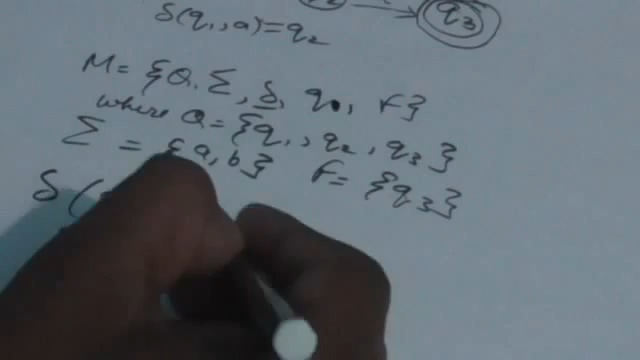 δ(q₁, a) = q₂
q₃
M = {Q, Σ, δ, q₀, F}
where Q = {q₁, q₂, q₃}
Σ = {a, b} F = {q₃}
δ(